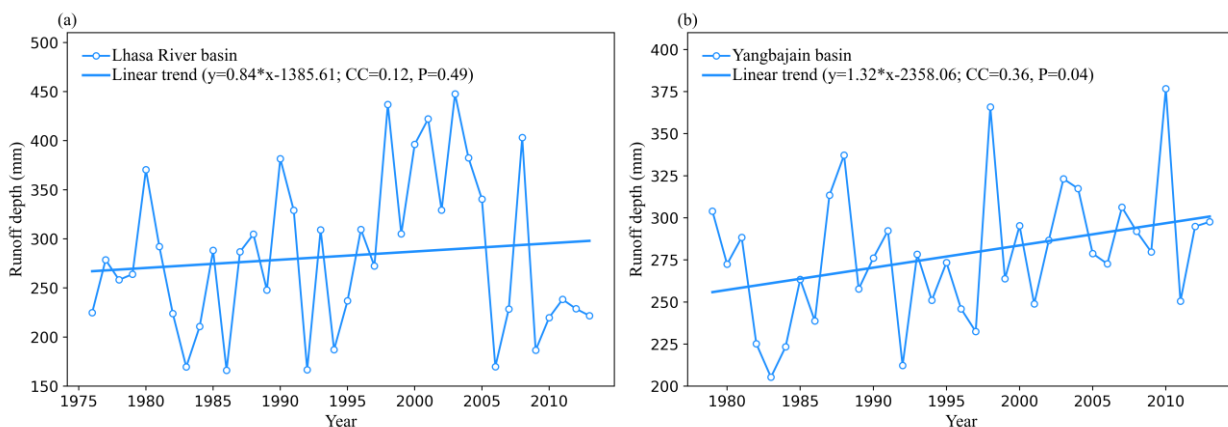 (a)
500
450
400
350
300
250
200
150
Runoff depth (mm)
Lhasa River basin
Linear trend (y=0.84*x-1385.61; CC=0.12, P=0.49)
1975 1980 1985 1990 1995 2000 2005 2010
Year
(b)
400
375
350
325
300
275
250
225
200
Runoff depth (mm)
Yangbajain basin
Linear trend (y=1.32*x-2358.06; CC=0.36, P=0.04)
1980 1985 1990 1995 2000 2005 2010
Year